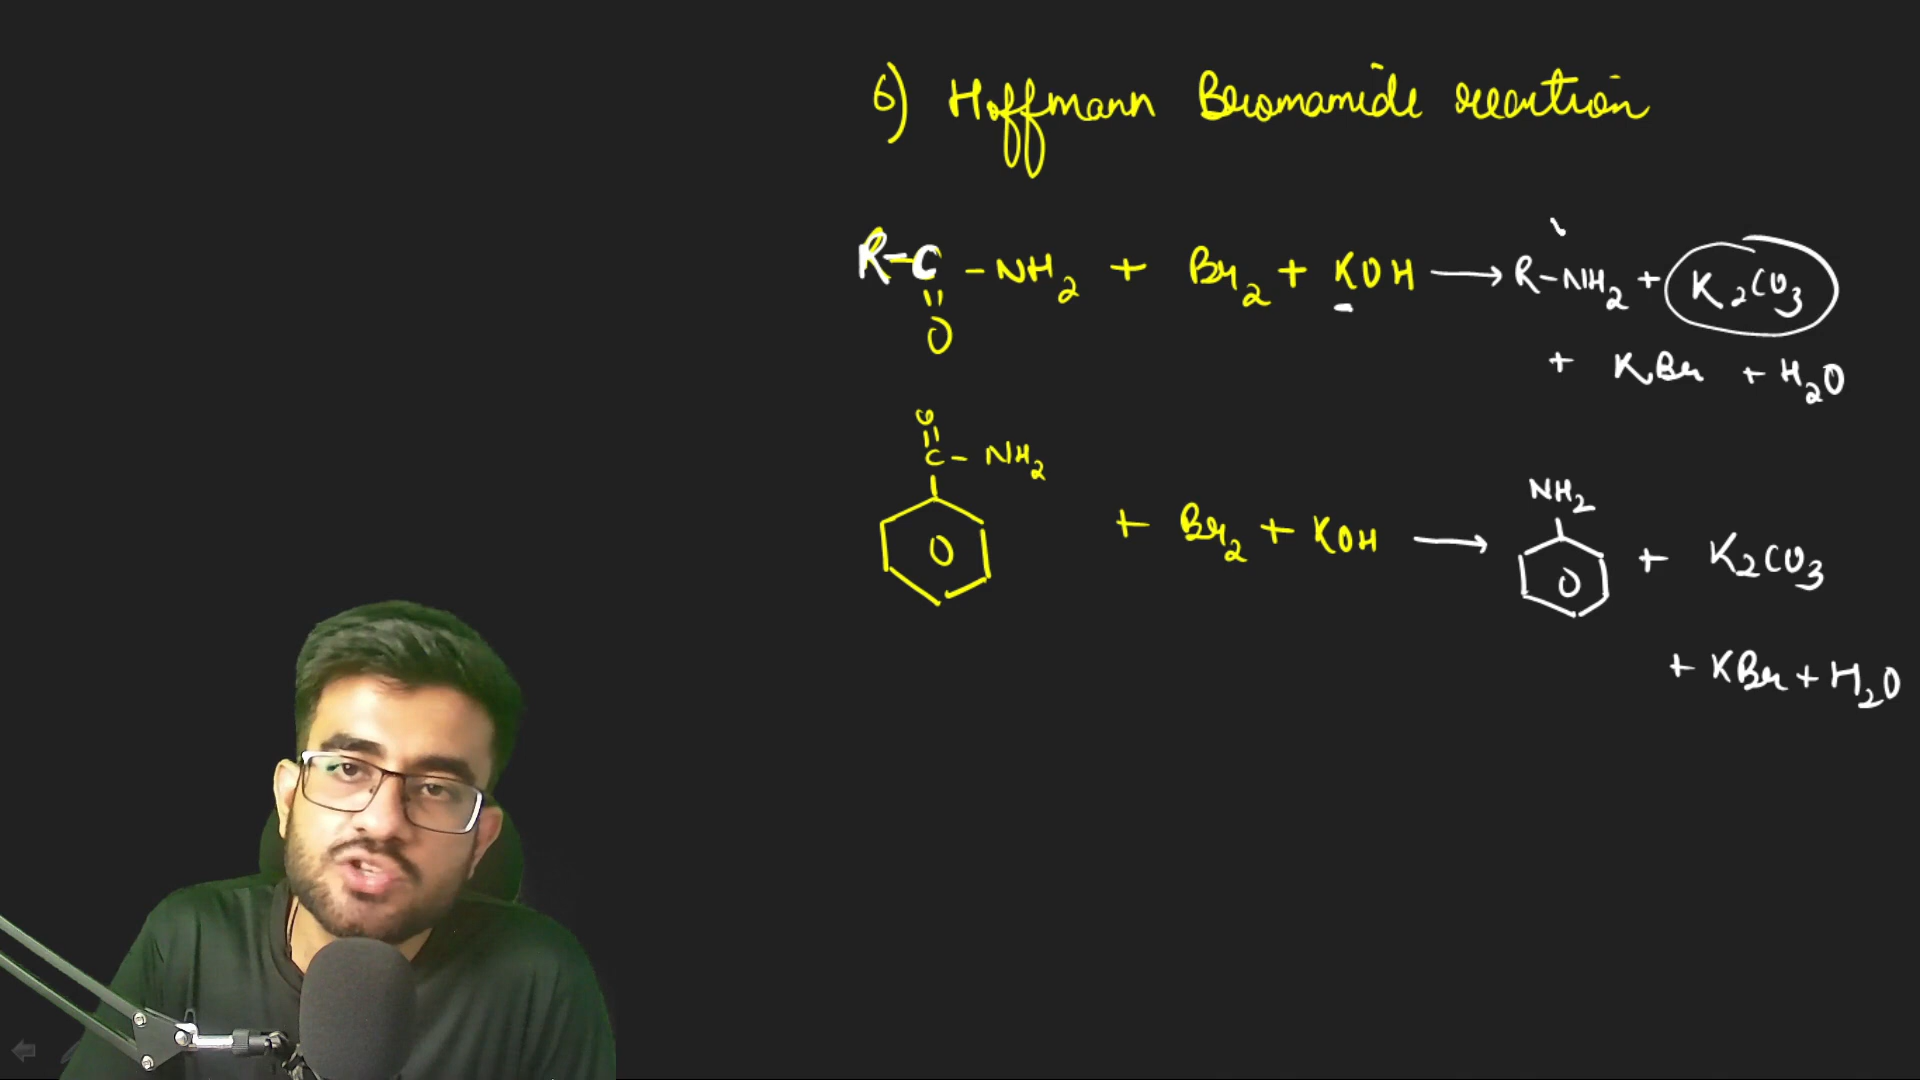 6) Hoffmann Bromamide reaction
R-C-NH2 + Br2 + KOH → R-NH2 + K2CO3
=
O
+ KBr + H2O
O
=
C-NH2
NH2
O + Br2 + KOH → O + K2CO3
+ KBr + H2O